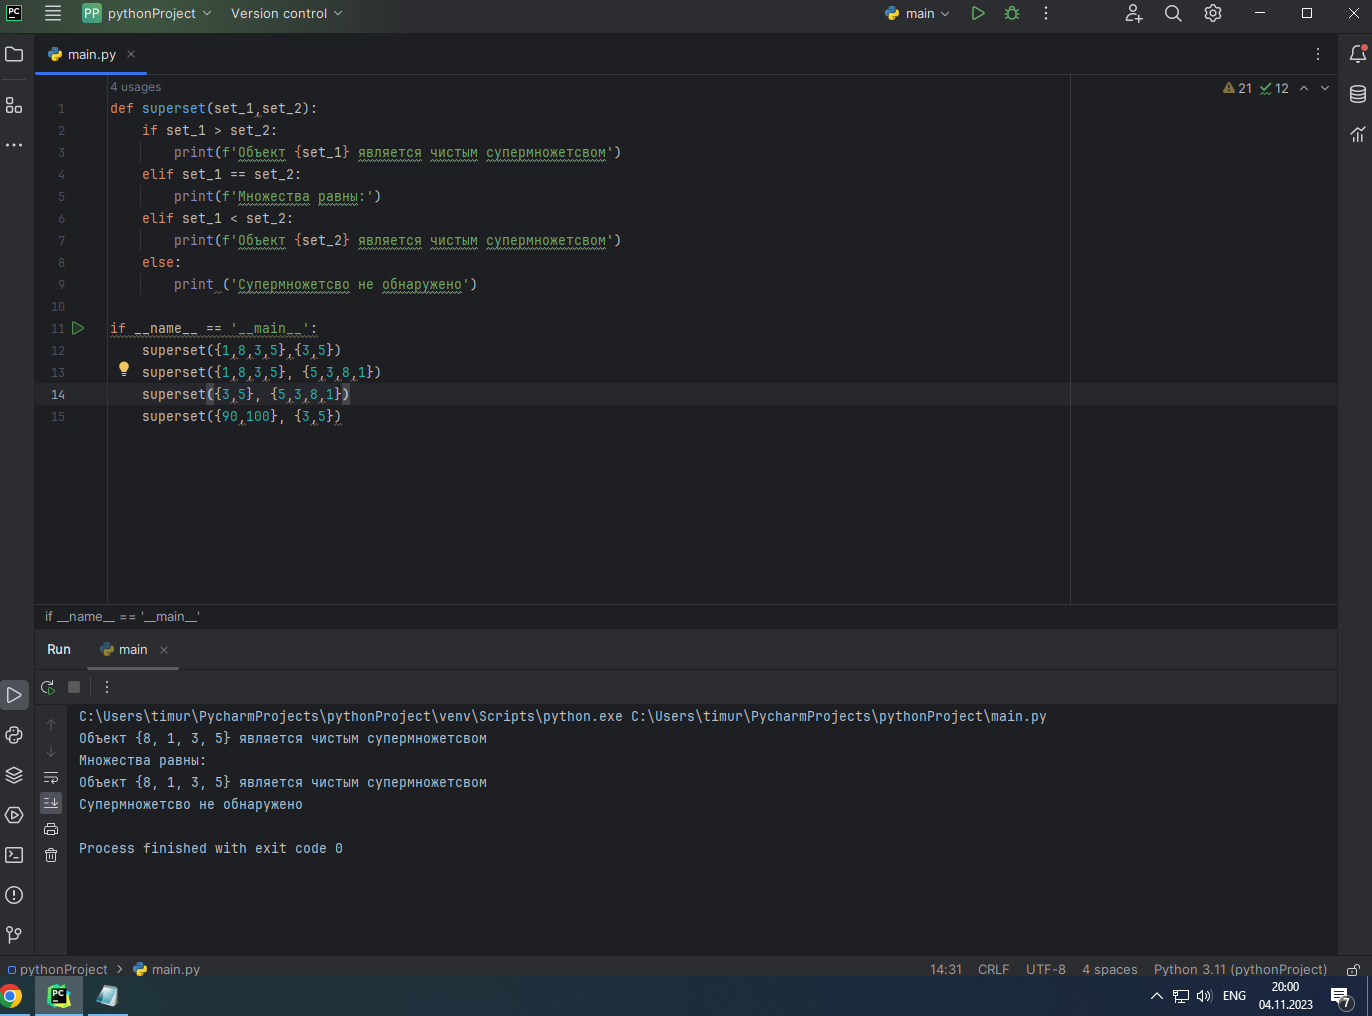 PC PP pythonProject Version control main
main.py
4 usages
21 12
1 def superset(set_1,set_2):
2 if set_1 > set_2:
3 print(f'Объект {set_1} является чистым супермножетсвом')
4 elif set_1 == set_2:
5 print(f'Множества равны:')
6 elif set_1 < set_2:
7 print(f'Объект {set_2} является чистым супермножетсвом')
8 else:
9 print ('Супермножетсво не обнаружено')
10
11 if __name__ == '__main__':
12 superset({1,8,3,5},{3,5})
13 superset({1,8,3,5}, {5,3,8,1})
14 superset({3,5}, {5,3,8,1})
15 superset({90,100}, {3,5})
if __name__ == '__main__'
Run main
C:\Users\timur\PycharmProjects\pythonProject\venv\Scripts\python.exe C:\Users\timur\PycharmProjects\pythonProject\main.py
Объект {8, 1, 3, 5} является чистым супермножетсвом
Множества равны:
Объект {8, 1, 3, 5} является чистым супермножетсвом
Супермножетсво не обнаружено
Process finished with exit code 0
pythonProject main.py 14:31 CRLF UTF-8 4 spaces Python 3.11 (pythonProject)
PC ENG 20:00
04.11.2023 7